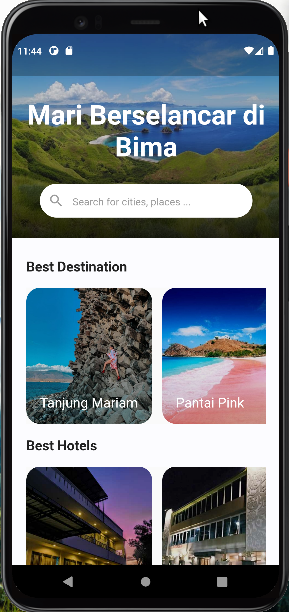 11:44
Mari Berselancar di
Bima
Search for cities, places ...
Best Destination
Tanjung Mariam
Pantai Pink
Best Hotels